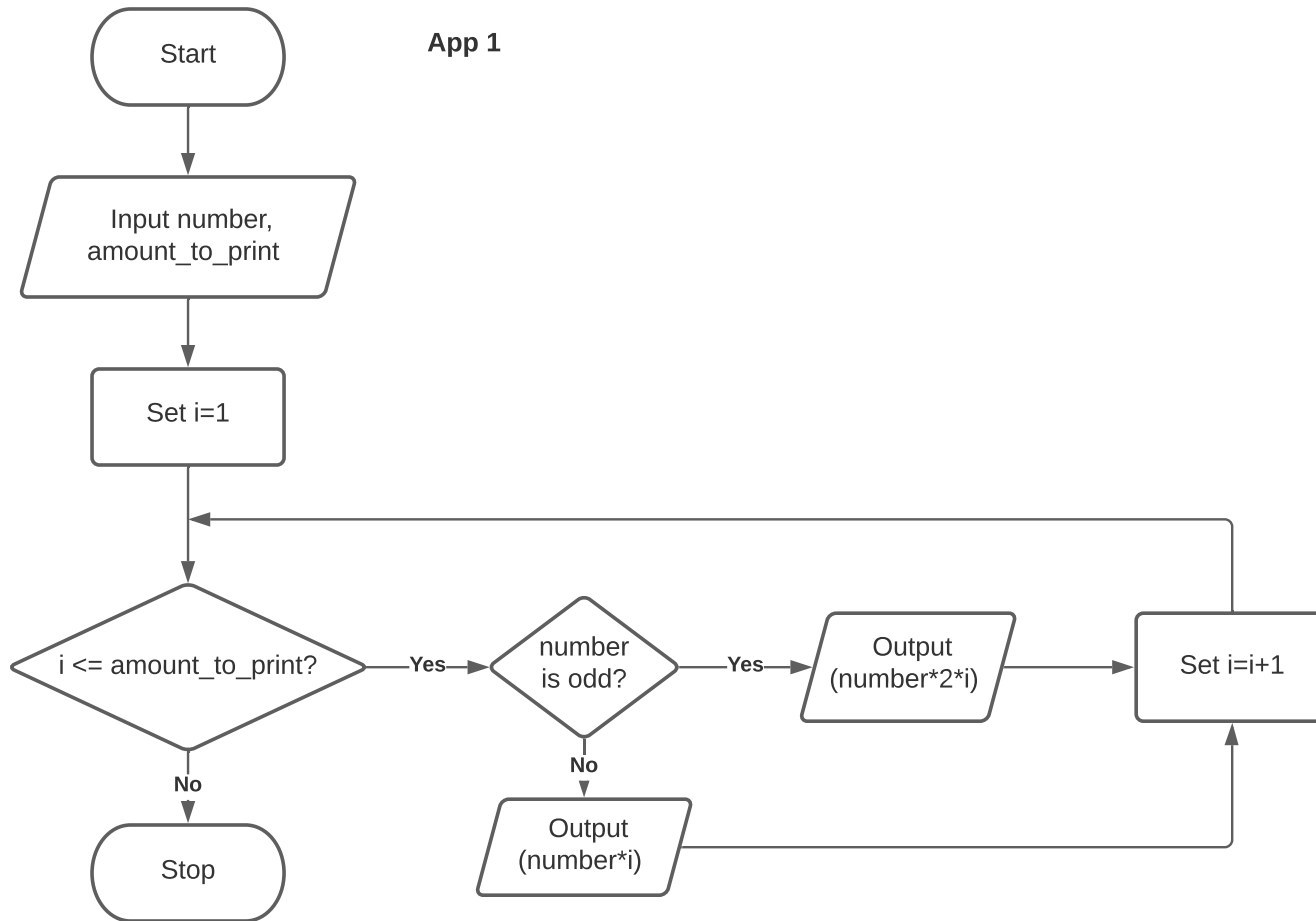 Start
App 1
Input number,
amount_to_print
Set i=1
i <= amount_to_print?
Yes
number
is odd?
Yes
Output
(number*2*i)
Set i=i+1
No
No
Output
(number*i)
Stop